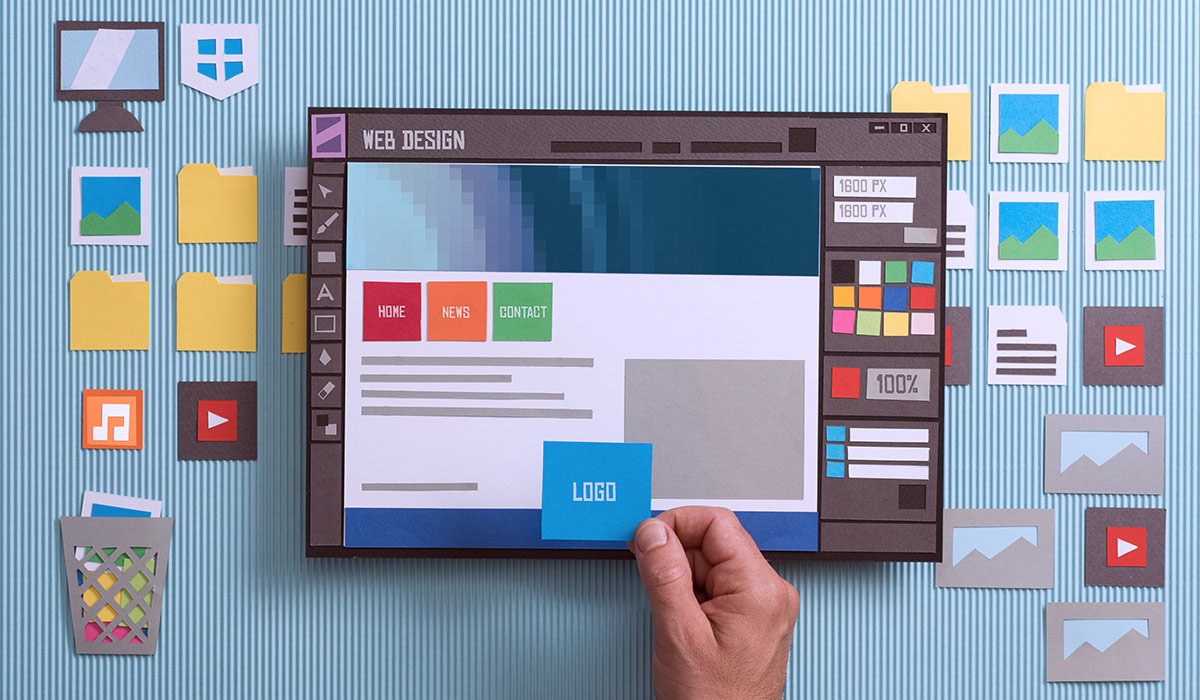 WEB DESIGN
1600 PX
1600 PX
HOME
NEWS
CONTACT
100%
LOGO